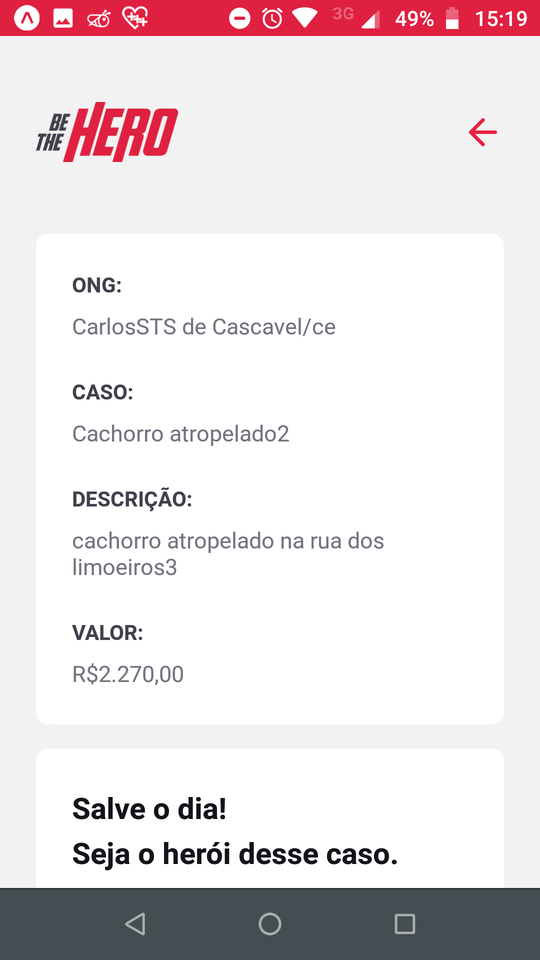 3G 49% 15:19
BE THE HERO
ONG:
CarlosSTS de Cascavel/ce
CASO:
Cachorro atropelado2
DESCRIÇÃO:
cachorro atropelado na rua dos
limoeiros3
VALOR:
R$2.270,00
Salve o dia!
Seja o herói desse caso.